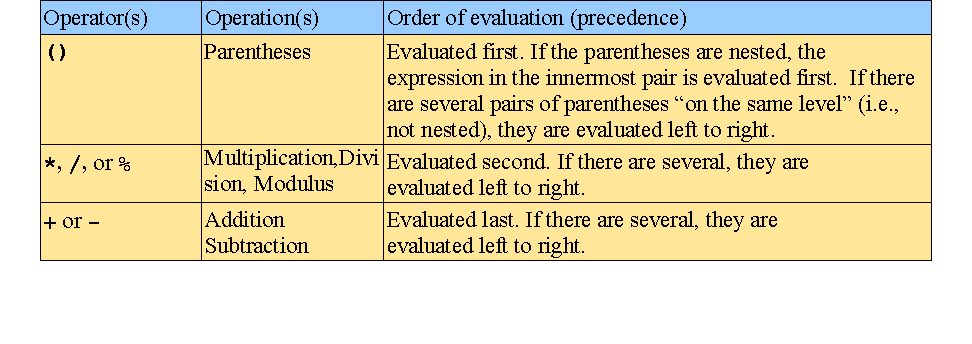 Operator(s) Operation(s) Order of evaluation (precedence)
() Parentheses Evaluated first. If the parentheses are nested, the
expression in the innermost pair is evaluated first. If there
are several pairs of parentheses “on the same level” (i.e.,
not nested), they are evaluated left to right.
*, /, or % Multiplication,Divi Evaluated second. If there are several, they are
sion, Modulus evaluated left to right.
+ or - Addition Evaluated last. If there are several, they are
Subtraction evaluated left to right.